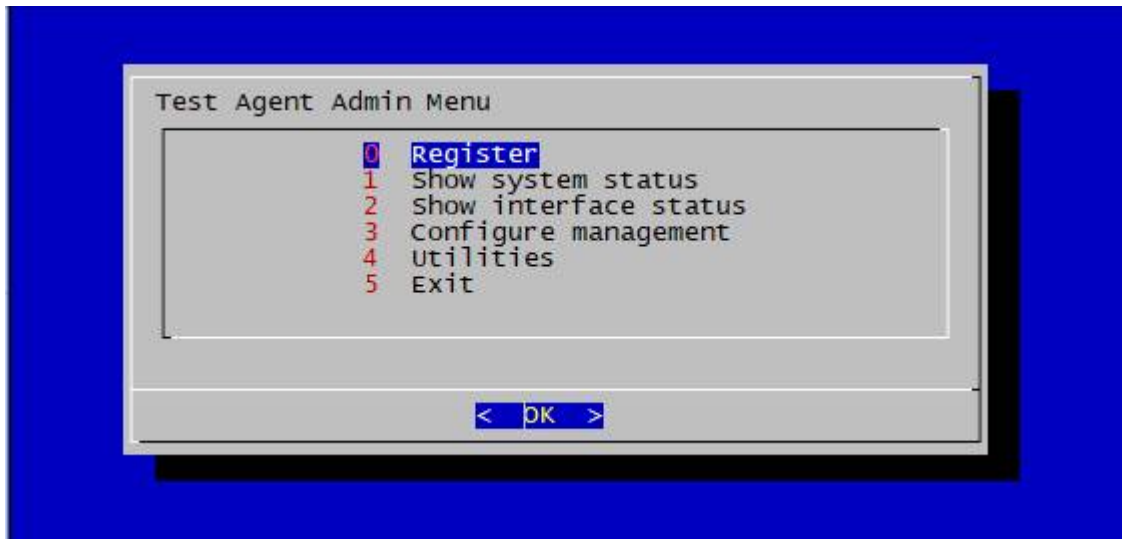 Test Agent Admin Menu
0 Register
1 Show system status
2 Show interface status
3 Configure management
4 Utilities
5 Exit
< OK >